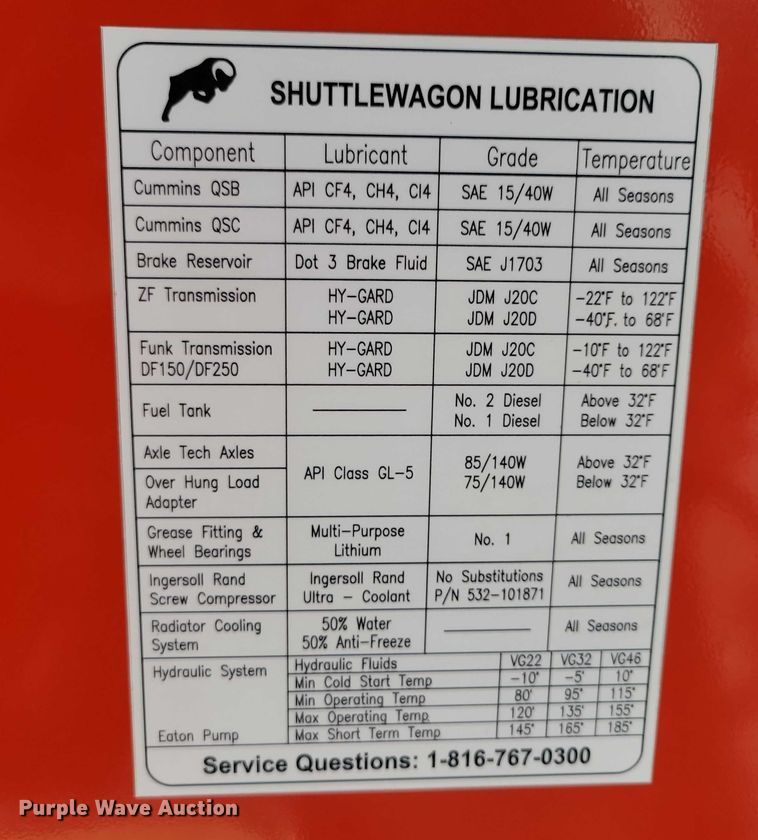 SHUTTLEWAGON LUBRICATION
Component Lubricant Grade Temperature
Cummins QSB API CF4, CH4, CI4 SAE 15/40W All Seasons
Cummins QSC API CF4, CH4, CI4 SAE 15/40W All Seasons
Brake Reservoir Dot 3 Brake Fluid SAE J1703 All Seasons
ZF Transmission HY-GARD JDM J20C -22°F to 122°F
HY-GARD JDM J20D -40°F. to 68°F
Funk Transmission HY-GARD JDM J20C -10°F to 122°F
DF150/DF250 HY-GARD JDM J20D -40°F to 68°F
Fuel Tank No. 2 Diesel Above 32°F
No. 1 Diesel Below 32°F
Axle Tech Axles
Over Hung Load
Adapter
API Class GL-5
85/140W Above 32°F
75/140W Below 32°F
Grease Fitting & Multi-Purpose No. 1 All Seasons
Wheel Bearings Lithium
Ingersoll Rand Ingersoll Rand No Substitutions All Seasons
Screw Compressor Ultra - Coolant P/N 532-101871
Radiator Cooling 50% Water All Seasons
System 50% Anti-Freeze
Hydraulic System Hydraulic Fluids VG22 VG32 VG46
Min Cold Start Temp -10° -5° 10°
Min Operating Temp 80° 95° 115°
Max Operating Temp 120° 135° 155°
Eaton Pump Max Short Term Temp 145° 165° 185°
Service Questions: 1-816-767-0300
Purple Wave Auction